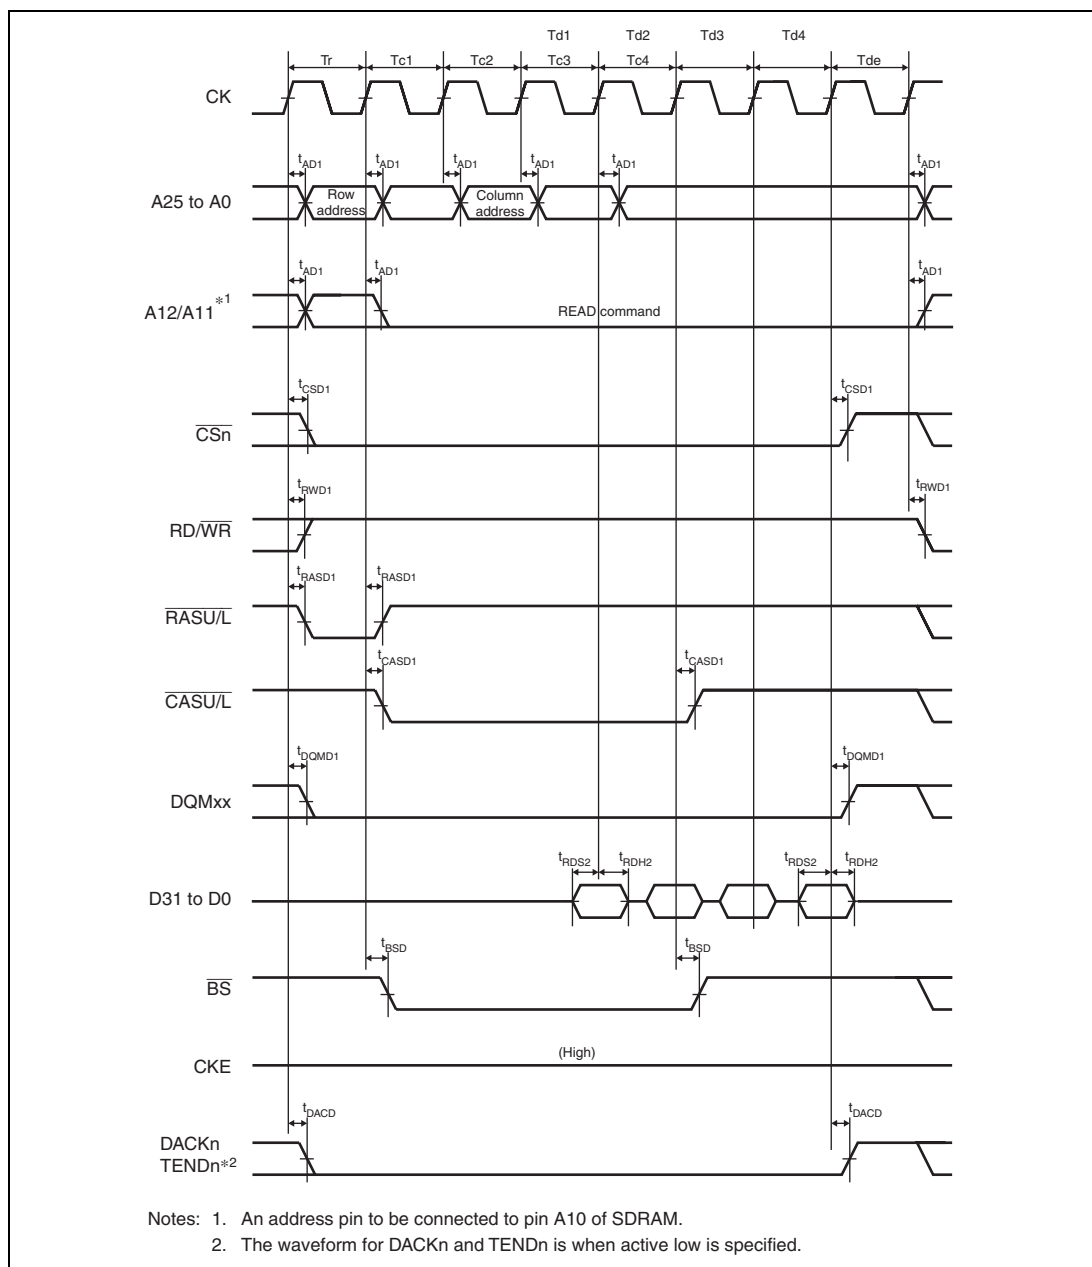 Td1 Td2 Td3 Td4
Tr Tc1 Tc2 Tc3 Tc4 Tde
CK
tAD1 tAD1 tAD1 tAD1 tAD1 tAD1
A25 to A0
Row
address
Column
address
tAD1 tAD1 tAD1
A12/A11*1
READ command
tCSD1 tCSD1
CSn
tRWD1 tRWD1
RD/WR
tRASD1 tRASD1
RASU/L
tCASD1 tCASD1
CASU/L
tDQMD1 tDQMD1
DQMxx
tRDS2 tRDH2 tRDS2 tRDH2
D31 to D0
tBSD tBSD
BS
(High)
CKE
tDACD tDACD
DACKn
TENDn*2
Notes: 1. An address pin to be connected to pin A10 of SDRAM.
2. The waveform for DACKn and TENDn is when active low is specified.